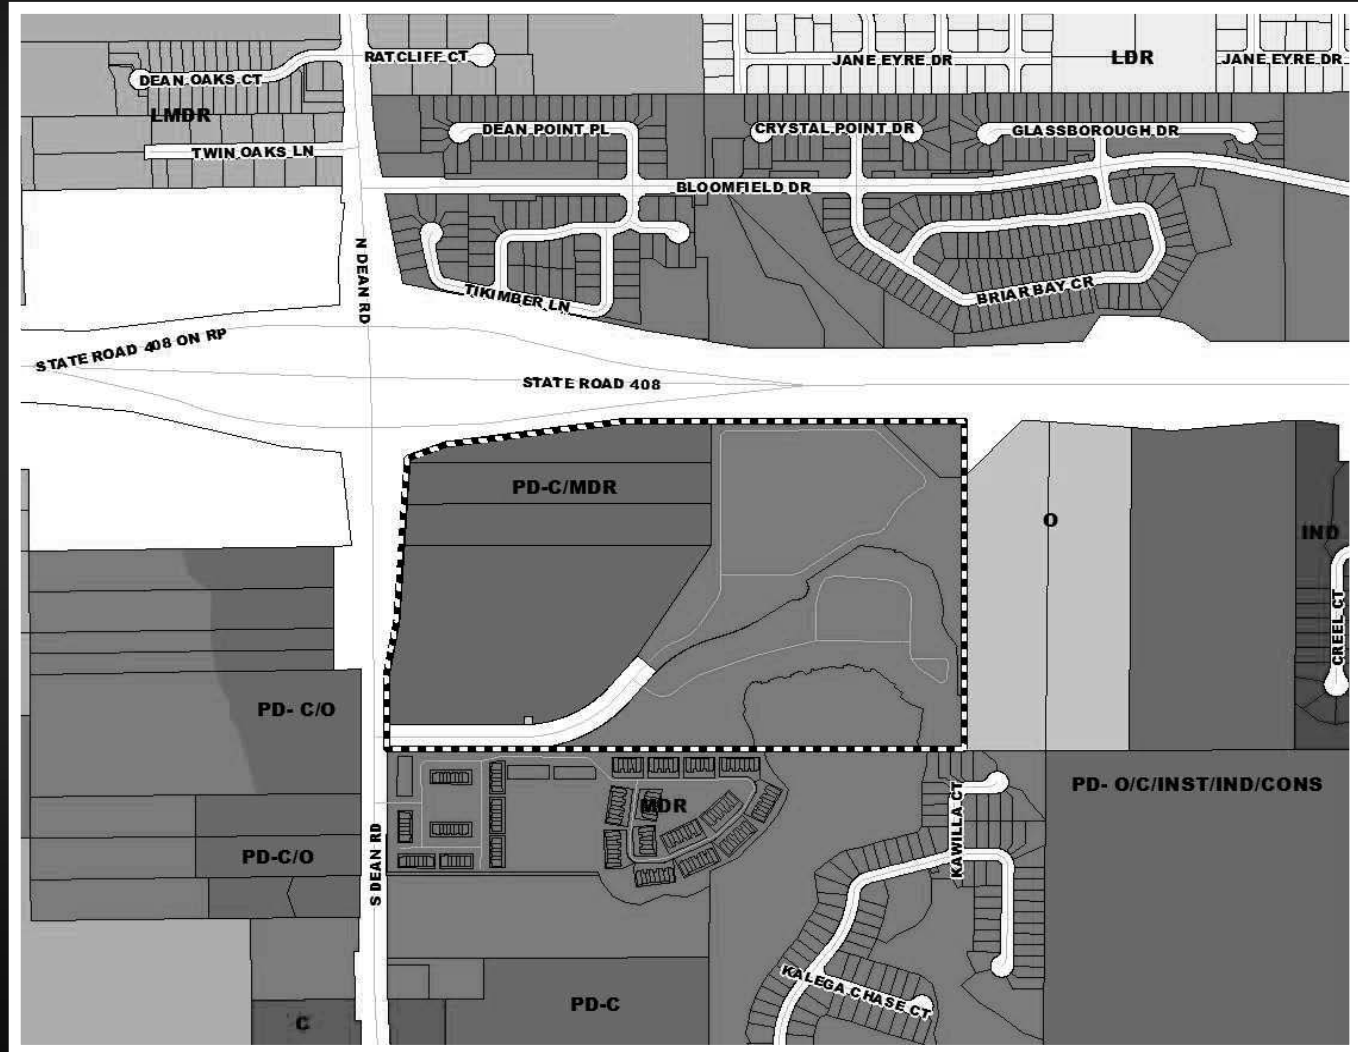 RATCLIFF CT
JANE EYRE DR
LDR
JANE EYRE DR
DEAN OAKS CT
LMDR
DEAN POINT PL
CRYSTAL POINT DR
GLASSBOROUGH DR
TWIN OAKS LN
BLOOMFIELD DR
N DEAN RD
TIKIMBER LN
BRIAR BAY CR
STATE ROAD 408 ON RP
STATE ROAD 408
PD-C/MDR
O
IND
CREEL CT
PD- C/O
MDR
PD- O/C/INST/IND/CONS
KAWILLA CT
PD-C/O
S DEAN RD
KALEGA CHASE CT
PD-C
C